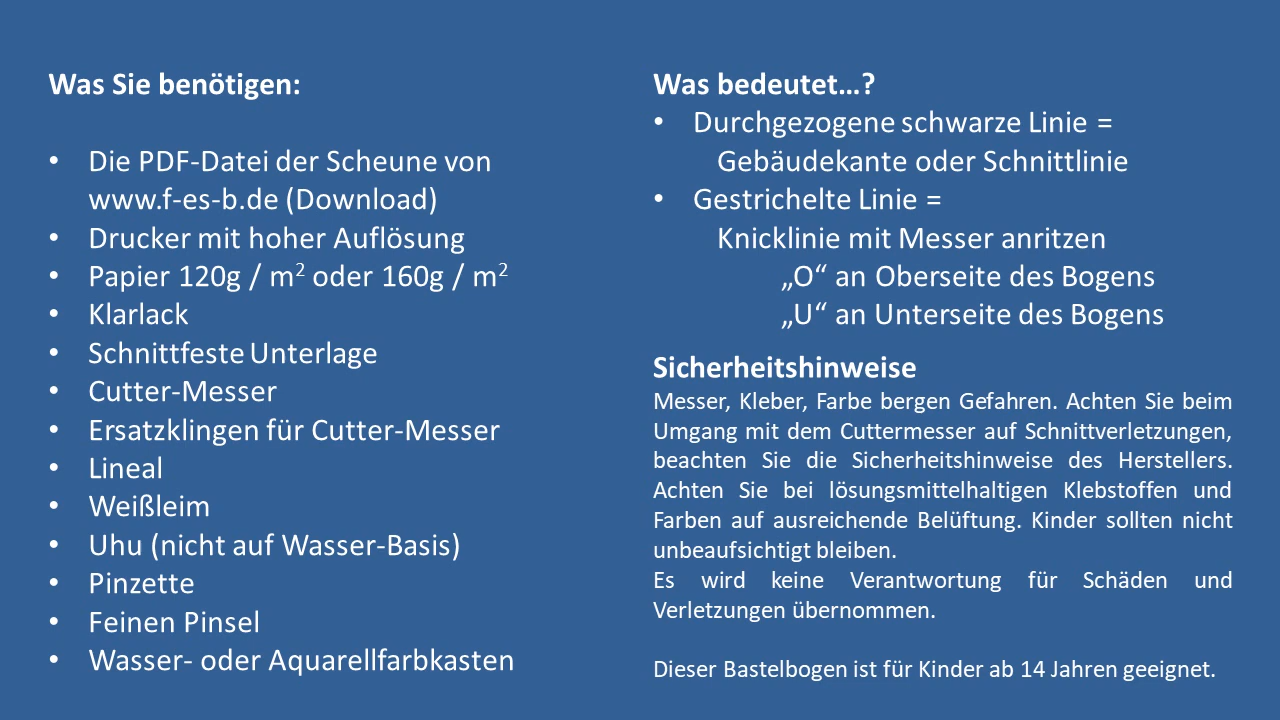 Was Sie benötigen:
• Die PDF-Datei der Scheune von
www.f-es-b.de (Download)
• Drucker mit hoher Auflösung
• Papier 120g / m² oder 160g / m²
• Klarlack
• Schnittfeste Unterlage
• Cutter-Messer
• Ersatzklingen für Cutter-Messer
• Lineal
• Weißleim
• Uhu (nicht auf Wasser-Basis)
• Pinzette
• Feinen Pinsel
• Wasser- oder Aquarellfarbkasten
Was bedeutet…?
• Durchgezogene schwarze Linie =
Gebäudekante oder Schnittlinie
• Gestrichelte Linie =
Knicklinie mit Messer anritzen
„O“ an Oberseite des Bogens
„U“ an Unterseite des Bogens
Sicherheitshinweise
Messer, Kleber, Farbe bergen Gefahren. Achten Sie beim
Umgang mit dem Cuttermesser auf Schnittverletzungen,
beachten Sie die Sicherheitshinweise des Herstellers.
Achten Sie bei lösungsmittelhaltigen Klebstoffen und
Farben auf ausreichende Belüftung. Kinder sollten nicht
unbeaufsichtigt bleiben.
Es wird keine Verantwortung für Schäden und
Verletzungen übernommen.
Dieser Bastelbogen ist für Kinder ab 14 Jahren geeignet.